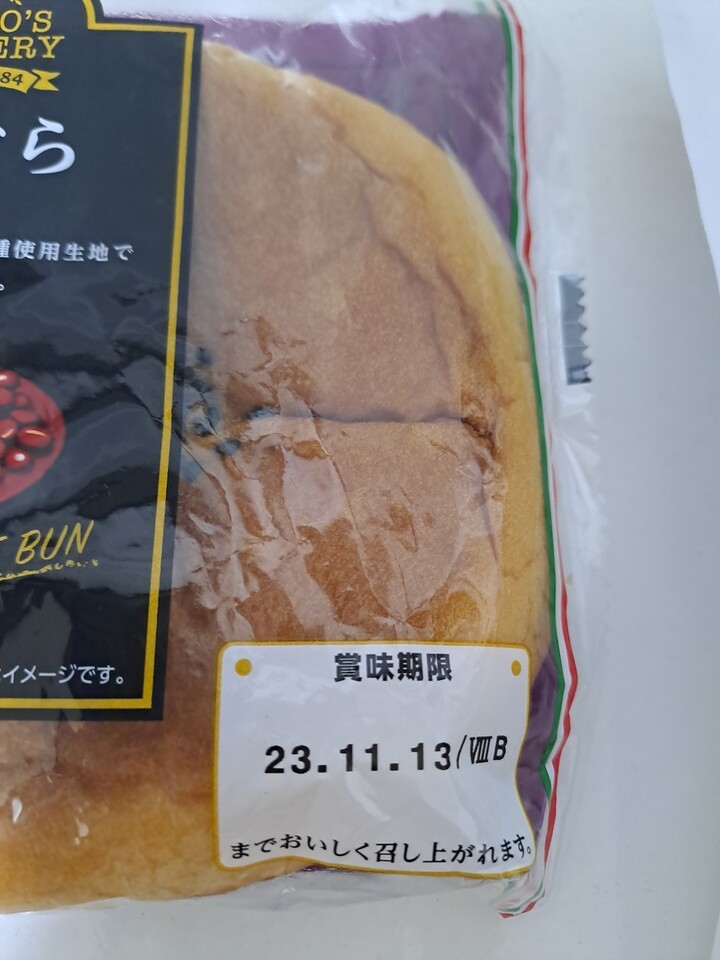 O'S
ERY
84
ら
種使用生地で
。
BUN
イメージです。
賞味期限
23.11.13/ⅧB
までおいしく召し上がれます。